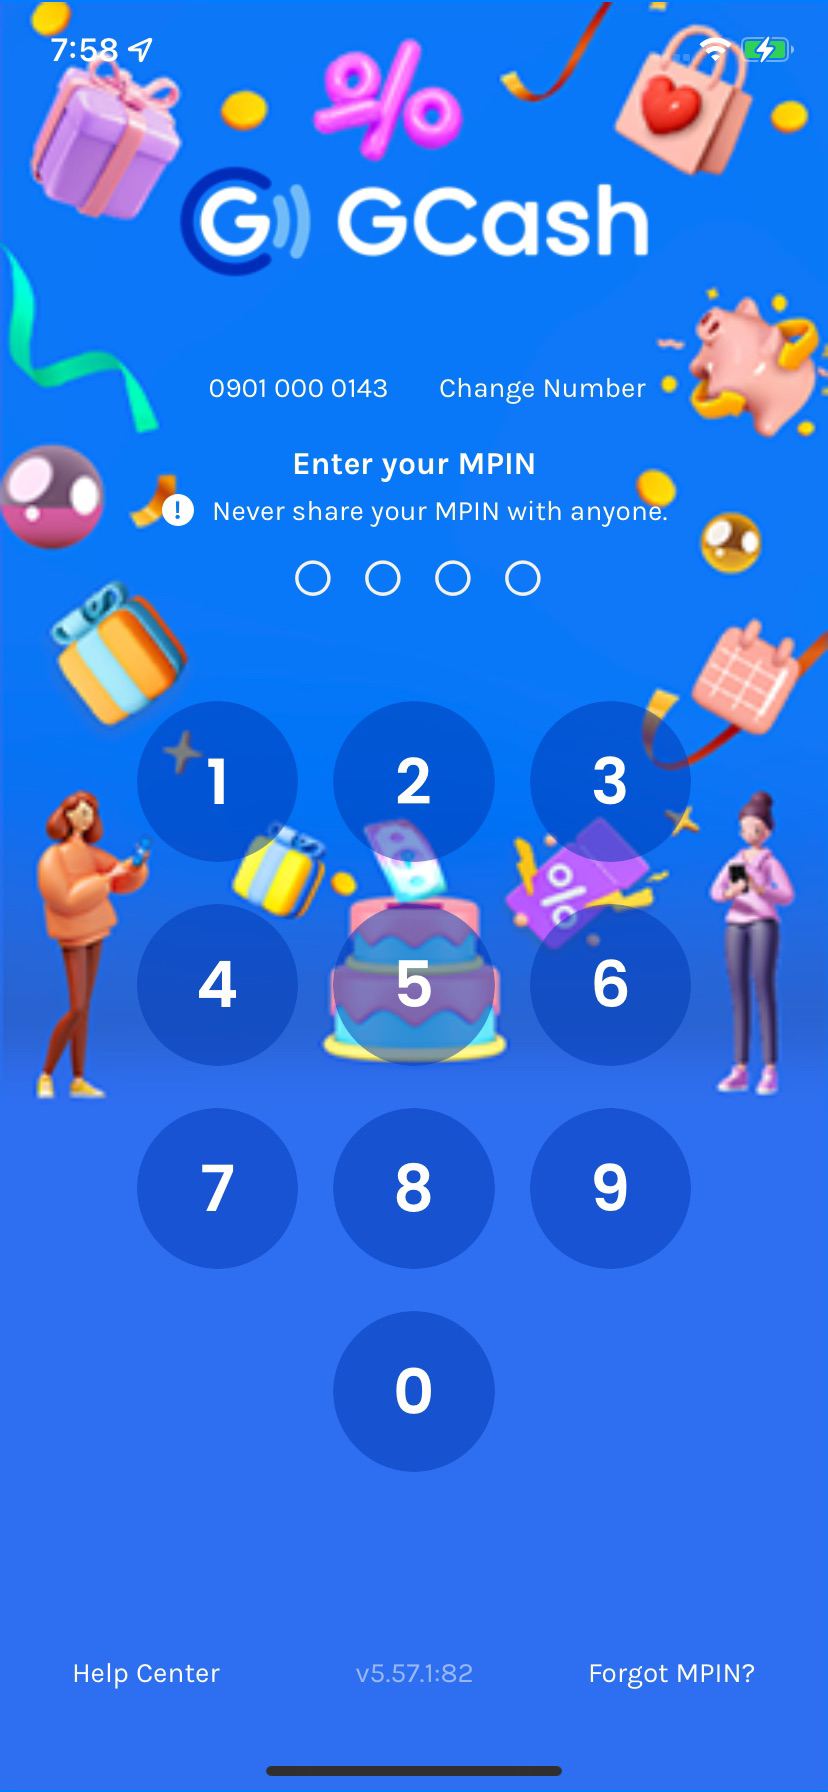 7:58
GCash
0901 000 0143 Change Number
Enter your MPIN
! Never share your MPIN with anyone.
1 2 3
4 5 6
7 8 9
0
Help Center v5.57.1:82 Forgot MPIN?